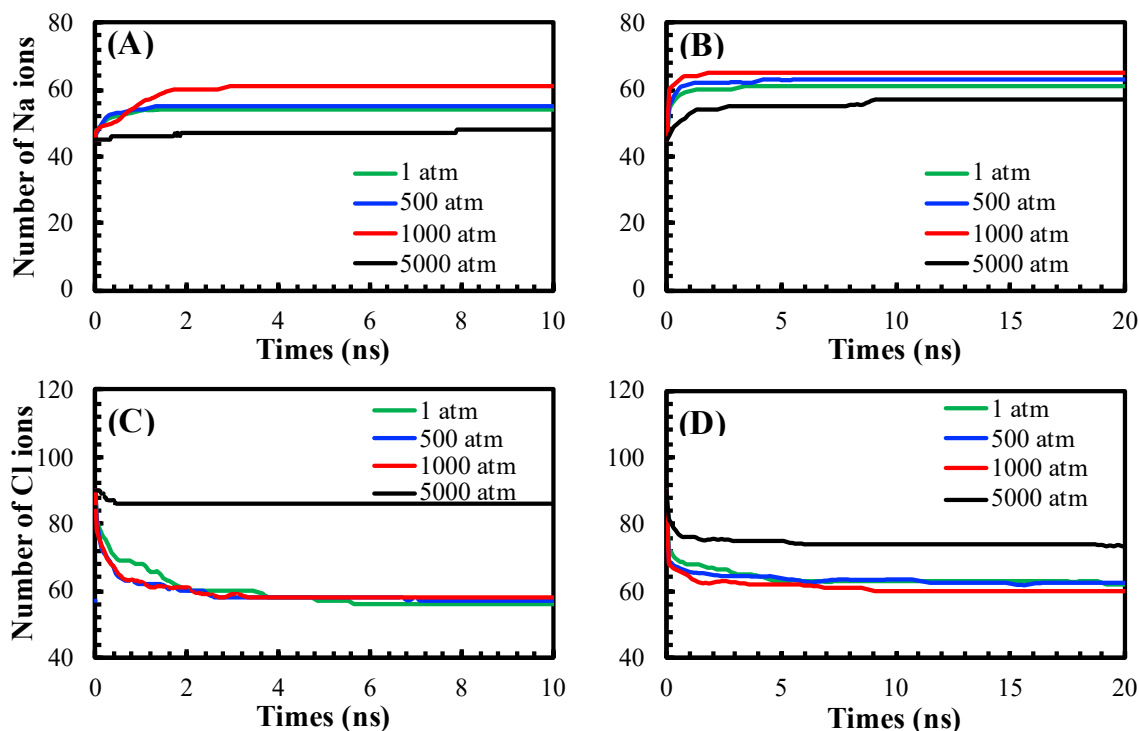 (A)
Number of Na ions
80
60
40
20
0
1 atm
500 atm
1000 atm
5000 atm
0 2 4 6 8 10
Times (ns)
(B)
80
60
40
20
0
1 atm
500 atm
1000 atm
5000 atm
0 5 10 15 20
Times (ns)
(C)
Number of Cl ions
120
100
80
60
40
1 atm
500 atm
1000 atm
5000 atm
0 2 4 6 8 10
Times (ns)
(D)
120
100
80
60
40
1 atm
500 atm
1000 atm
5000 atm
0 5 10 15 20
Times (ns)